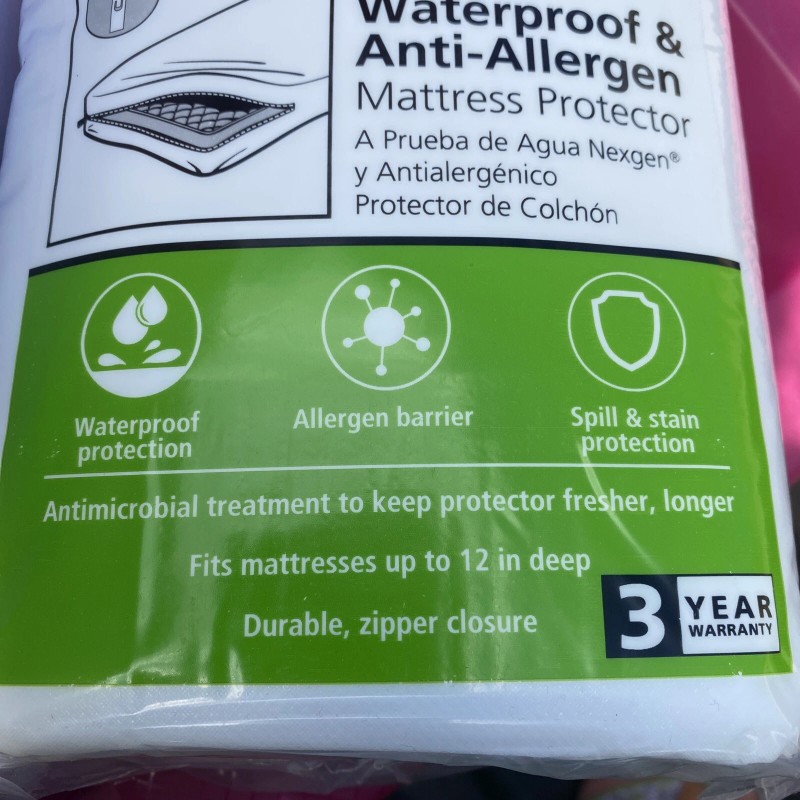 Waterproof &
Anti-Allergen
Mattress Protector
A Prueba de Agua Nexgen®
y Antialergénico
Protector de Colchón
Waterproof
protection
Allergen barrier
Spill & stain
protection
Antimicrobial treatment to keep protector fresher, longer
Fits mattresses up to 12 in deep
Durable, zipper closure
3 YEAR
WARRANTY